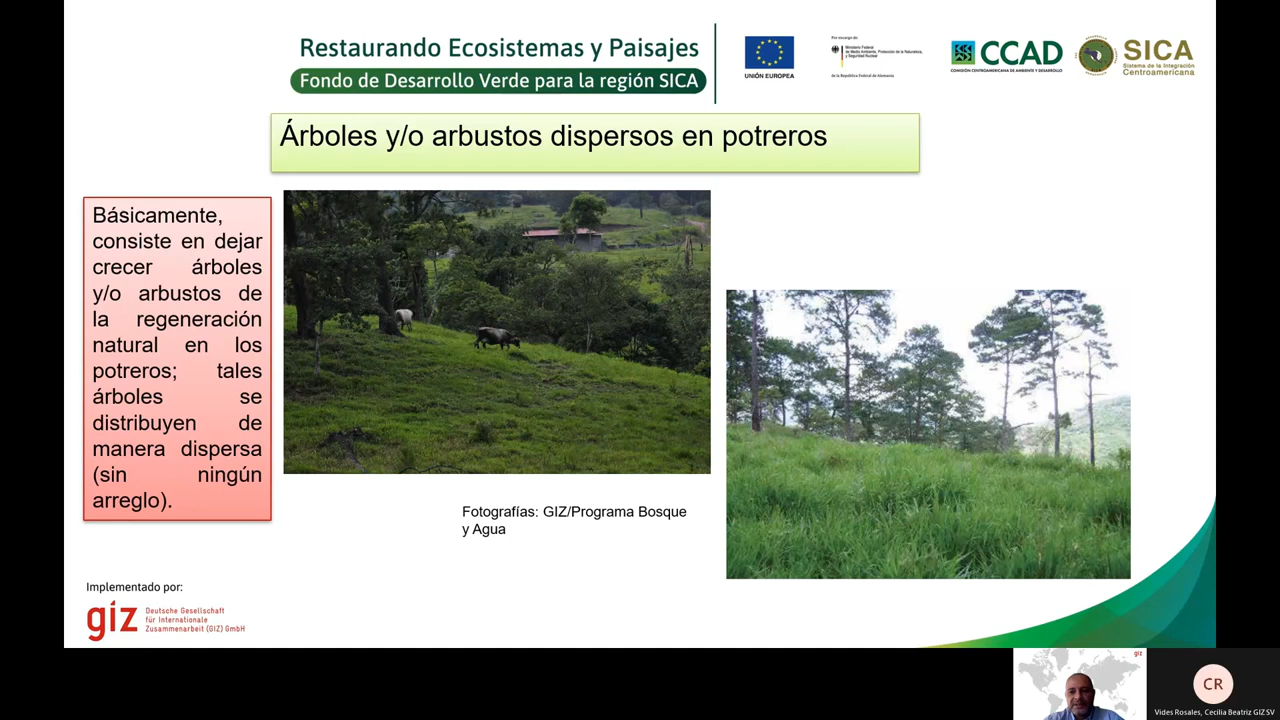 Restaurando Ecosistemas y Paisajes
Fondo de Desarrollo Verde para la región SICA
UNIÓN EUROPEA
Por encargo de:
Ministerio Federal
de Medio Ambiente, Protección de la Naturaleza,
y Seguridad Nuclear
de la República Federal de Alemania
CCAD
COMISIÓN CENTROAMERICANA DE AMBIENTE Y DESARROLLO
SICA
Sistema de la Integración
Centroamericana
Árboles y/o arbustos dispersos en potreros
Básicamente,
consiste en dejar
crecer árboles
y/o arbustos de
la regeneración
natural en los
potreros; tales
árboles se
distribuyen de
manera dispersa
(sin ningún
arreglo).
Fotografías: GIZ/Programa Bosque
y Agua
Implementado por:
giz
Deutsche Gesellschaft
für Internationale
Zusammenarbeit (GIZ) GmbH
giz
CR
Vides Rosales, Cecilia Beatriz GIZ SV